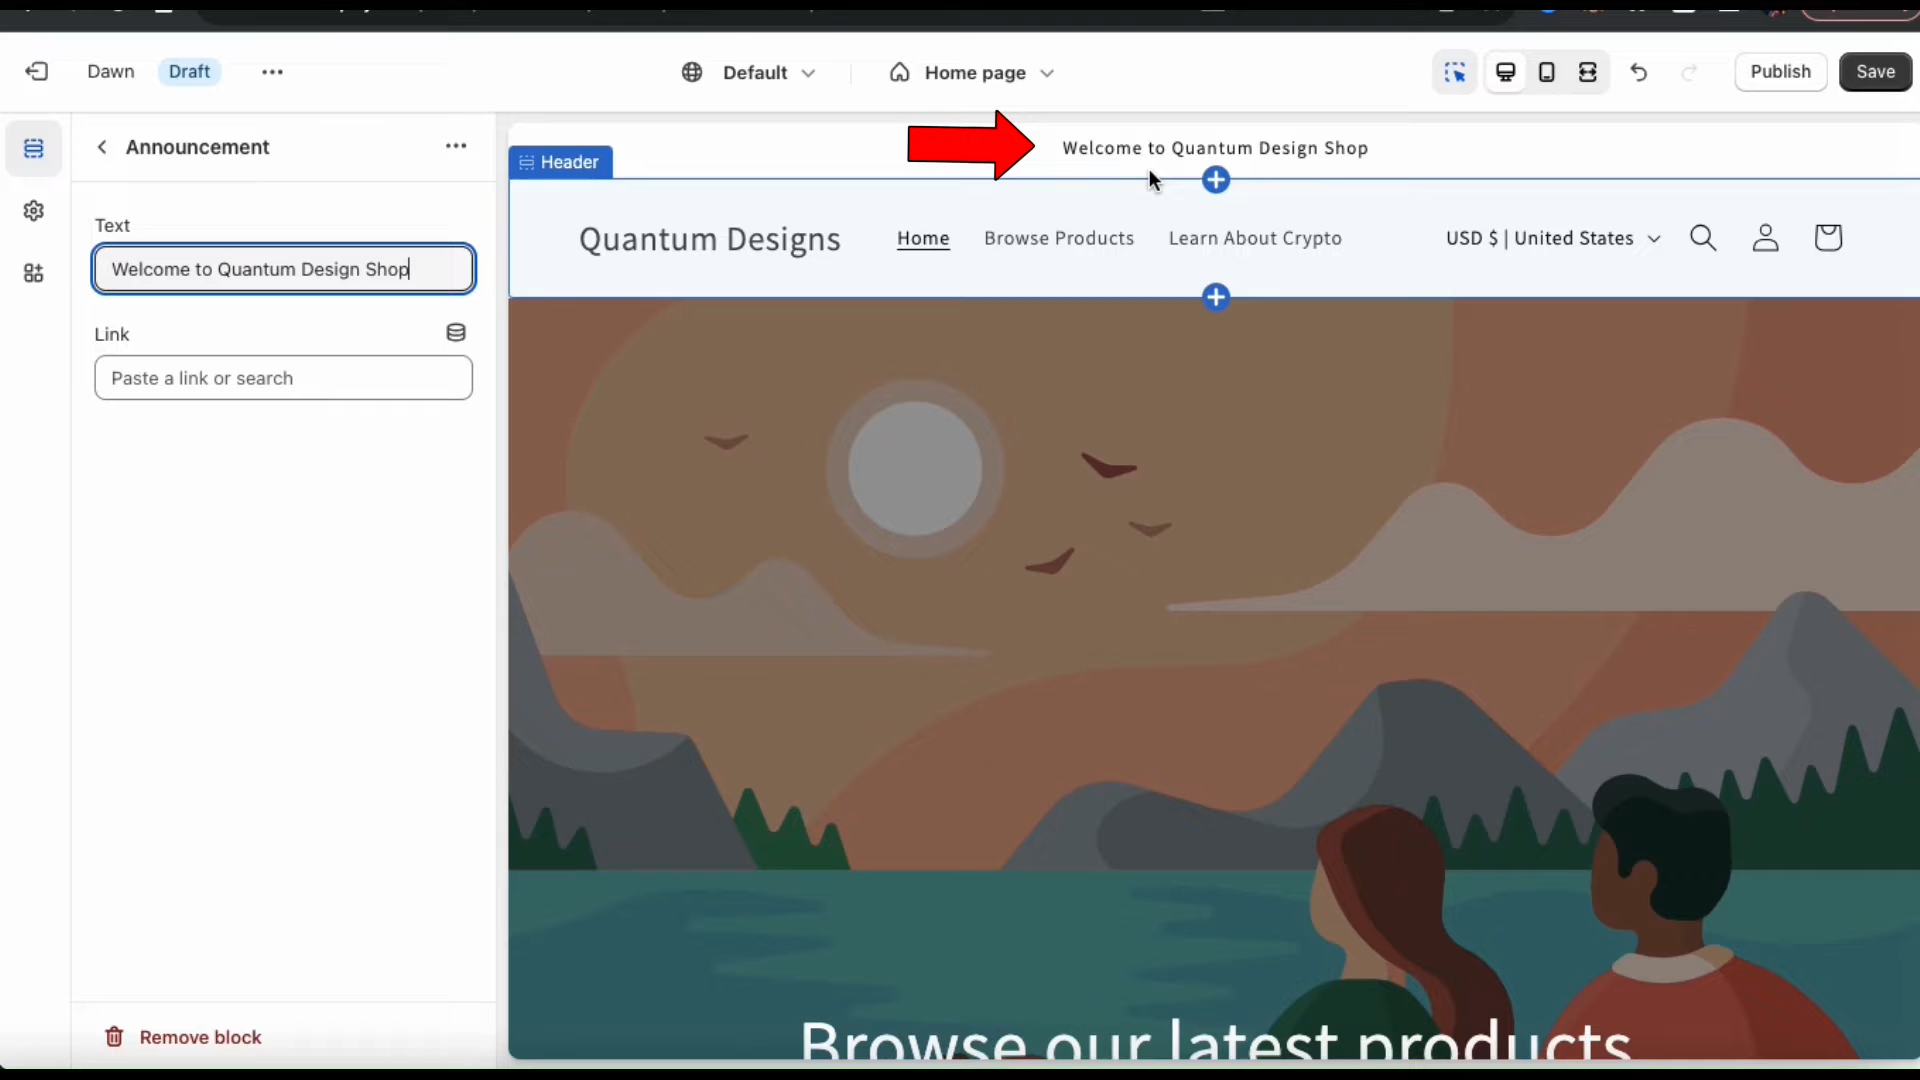 Dawn Draft Default Home page Publish Save
Announcement
Welcome to Quantum Design Shop
Header
Text
Welcome to Quantum Design Shop
Quantum Designs Home Browse Products Learn About Crypto USD $ | United States
Link
Paste a link or search
Browse our latest products
Remove block